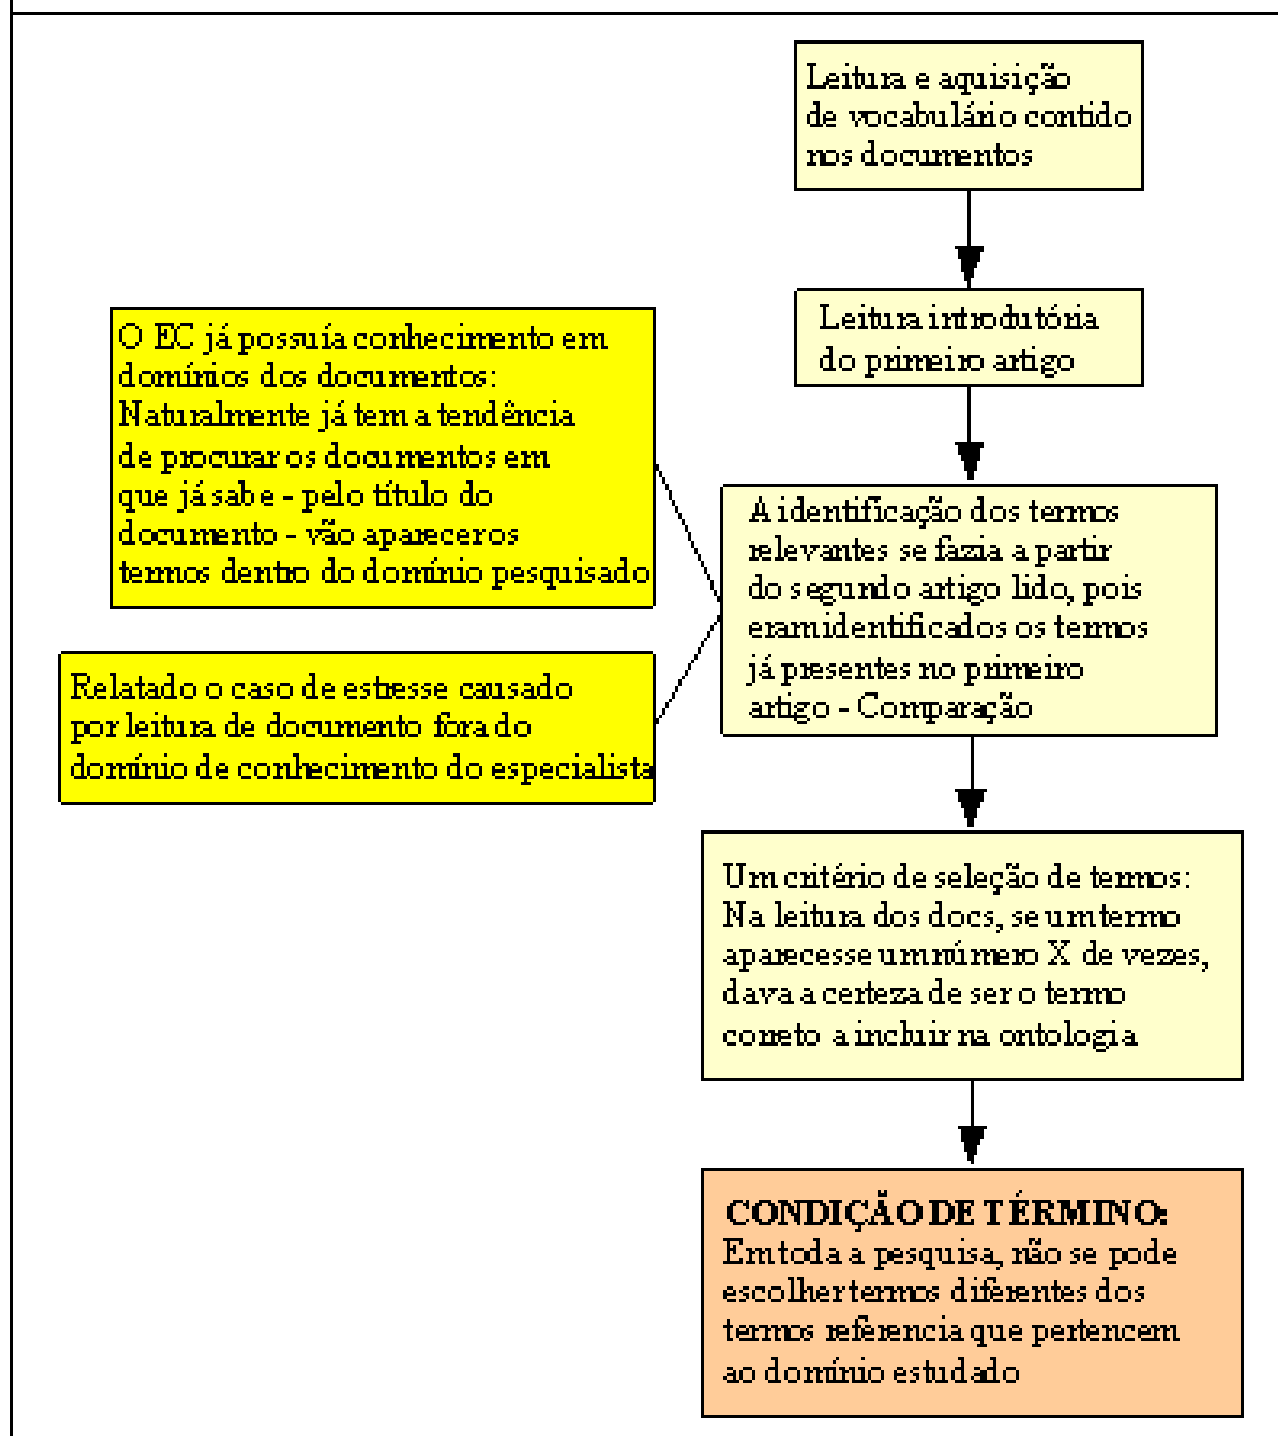 Leitura e aquisição
de vocabulário contido
nos documentos
Leitura introdutória
do primeiro artigo
O EC já possuía conhecimento em
domínios dos documentos:
Naturalmente já tem a tendência
de procurar os documentos em
que já sabe - pelo título do
documento - vão aparecer os
termos dentro do domínio pesquisado
Relatado o caso de estresse causado
por leitura de documento fora do
domínio de conhecimento do especialista
A identificação dos termos
relevantes se fazia a partir
do segundo artigo lido, pois
eram identificados os termos
já presentes no primeiro
artigo - Comparação
Um critério de seleção de termos:
Na leitura dos docs, se um termo
aparecesse um número X de vezes,
dava a certeza de ser o termo
correto a incluir na ontologia
CONDIÇÃO DE TÉRMINO:
Em toda a pesquisa, não se pode
escolher termos diferentes dos
termos referencia que pertencem
ao domínio estudado